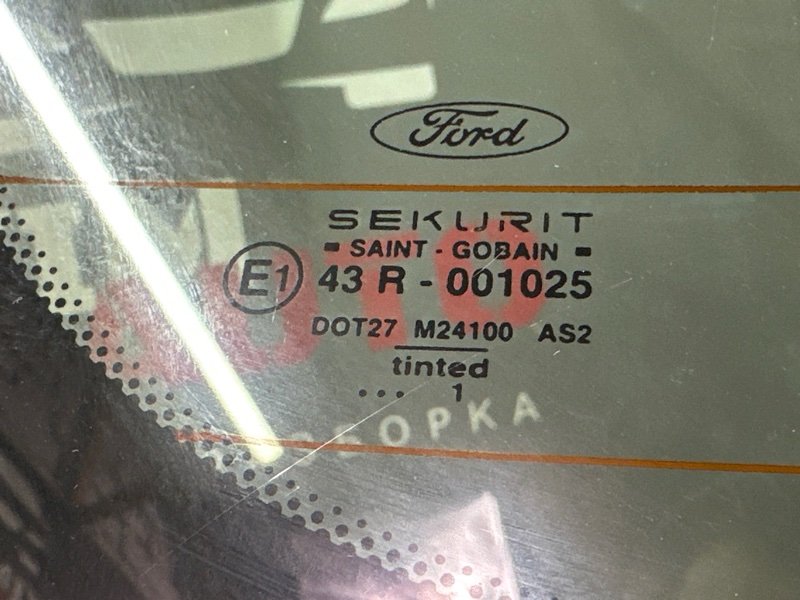 Ford
SEKURIT
SAINT - GOBAIN
E1 43 R - 001025
DOT27 M24100 AS2
tinted
... 1